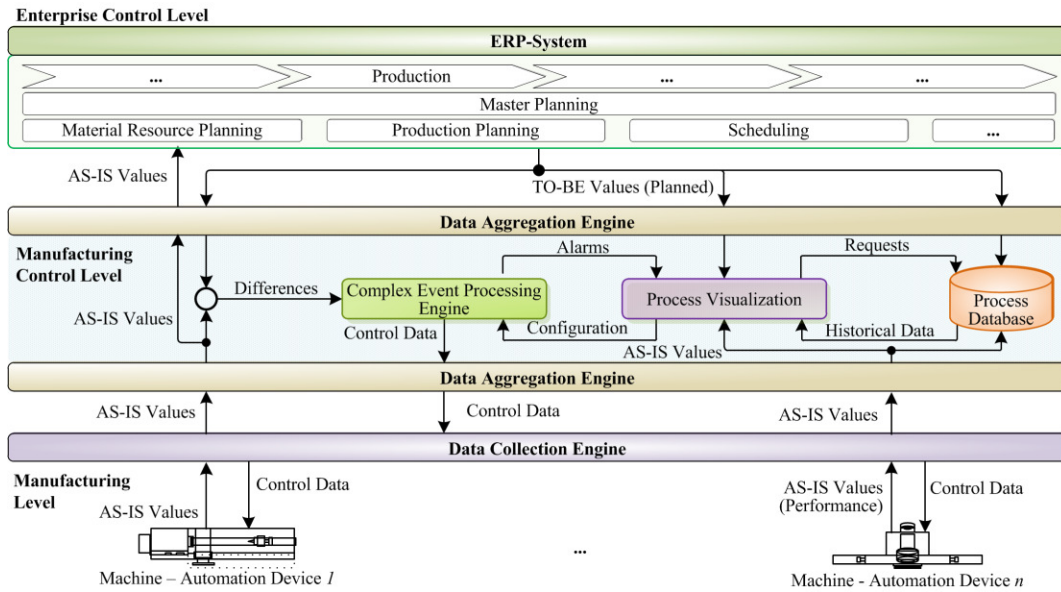 Enterprise Control Level
ERP-System
...
Production
...
...
Master Planning
Material Resource Planning
Production Planning
Scheduling
...
AS-IS Values
TO-BE Values (Planned)
Data Aggregation Engine
Manufacturing
Control Level
Alarms
Requests
Differences
Complex Event Processing
Engine
Process Visualization
Process
Database
AS-IS Values
Control Data
Configuration
Historical Data
AS-IS Values
Data Aggregation Engine
AS-IS Values
Control Data
AS-IS Values
Data Collection Engine
Manufacturing
Level
Control Data
AS-IS Values
AS-IS Values
(Performance)
Control Data
...
Machine – Automation Device 1
Machine - Automation Device n